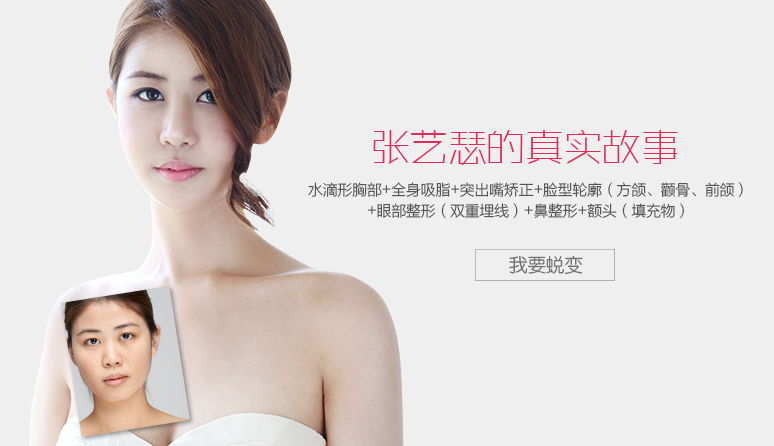 张艺瑟的真实故事
水滴形胸部+全身吸脂+突出嘴矫正+脸型轮廓（方颌、颧骨、前颌）
+眼部整形（双重埋线）+鼻整形+额头（填充物）
我要蜕变